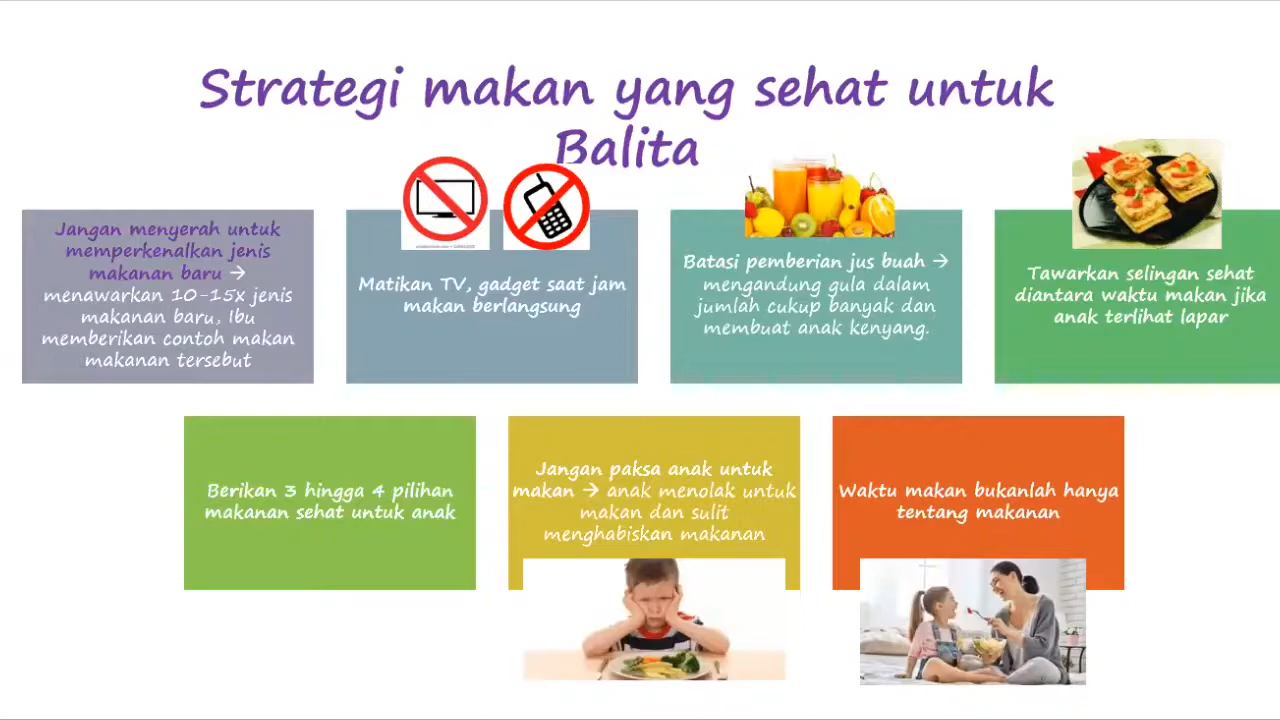 Strategi makan yang sehat untuk
Balita
Jangan menyerah untuk
memperkenalkan jenis
makanan baru →
menawarkan 10-15x jenis
makanan baru, Ibu
memberikan contoh makan
makanan tersebut
Matikan TV, gadget saat jam
makan berlangsung
Batasi pemberian jus buah →
mengandung gula dalam
jumlah cukup banyak dan
membuat anak kenyang.
Tawarkan selingan sehat
diantara waktu makan jika
anak terlihat lapar
Berikan 3 hingga 4 pilihan
makanan sehat untuk anak
Jangan paksa anak untuk
makan → anak menolak untuk
makan dan sulit
menghabiskan makanan
Waktu makan bukanlah hanya
tentang makanan